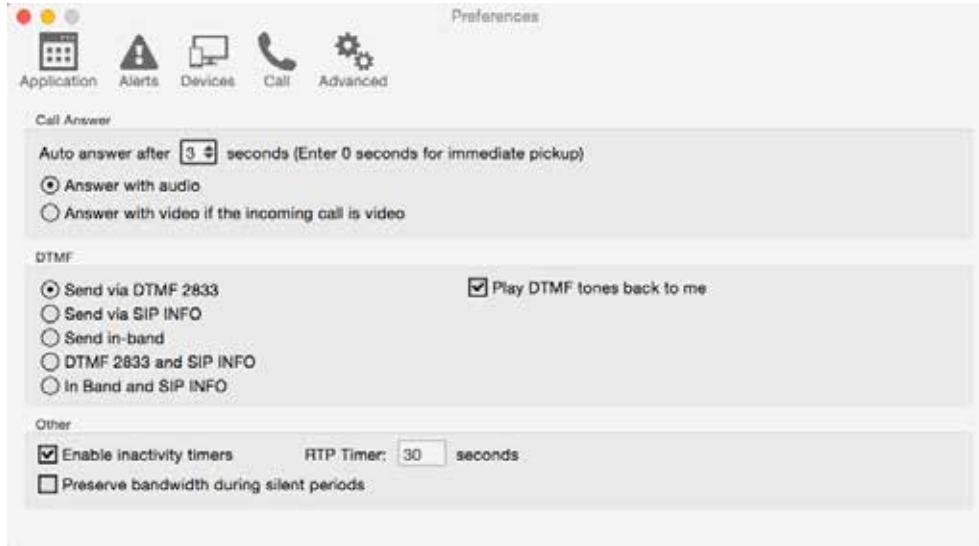 Preferences
Application Alerts Devices Call Advanced
Call Answer
Auto answer after 3 seconds (Enter 0 seconds for immediate pickup)
Answer with audio
Answer with video if the incoming call is video
DTMF
Send via DTMF 2833 Play DTMF tones back to me
Send via SIP INFO
Send in-band
DTMF 2833 and SIP INFO
In Band and SIP INFO
Other
Enable inactivity timers RTP Timer: 30 seconds
Preserve bandwidth during silent periods